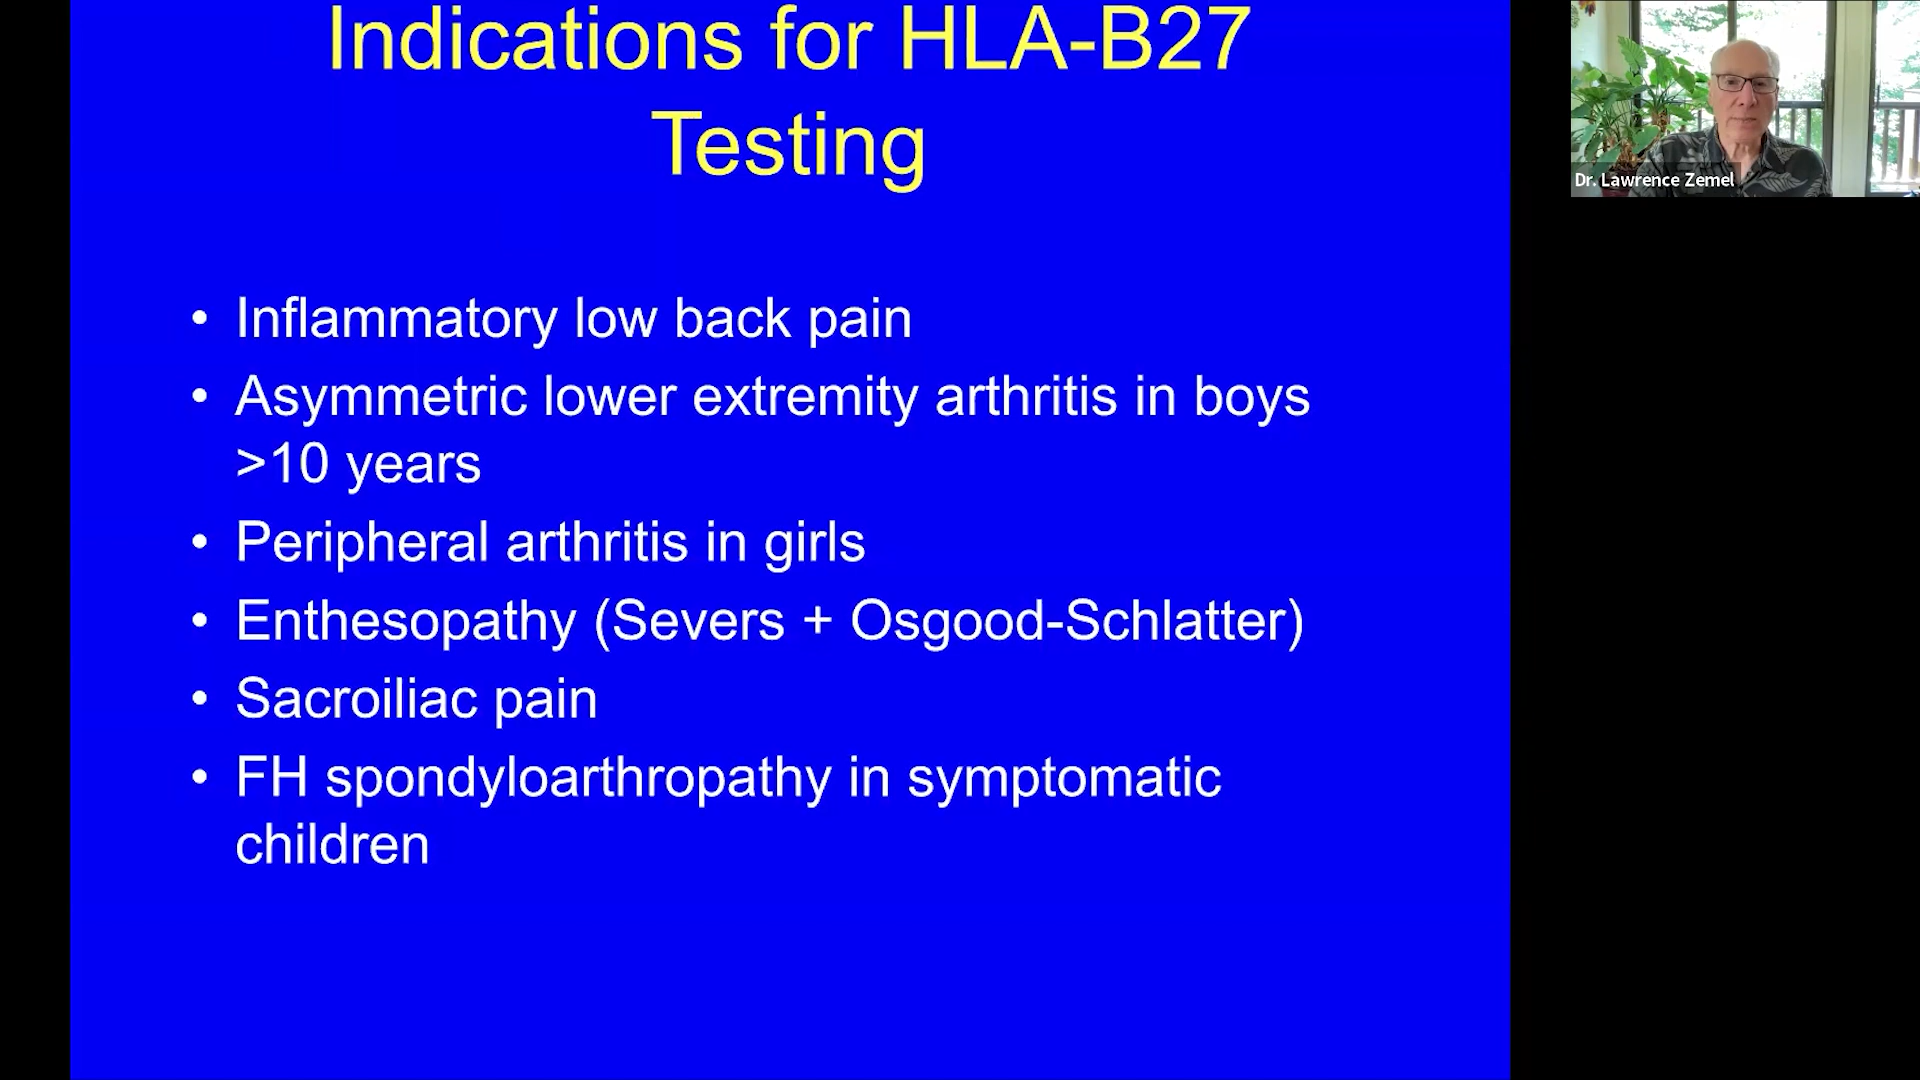 Indications for HLA-B27
Testing
• Inflammatory low back pain
• Asymmetric lower extremity arthritis in boys
>10 years
• Peripheral arthritis in girls
• Enthesopathy (Severs + Osgood-Schlatter)
• Sacroiliac pain
• FH spondyloarthropathy in symptomatic
children
Dr. Lawrence Zemel